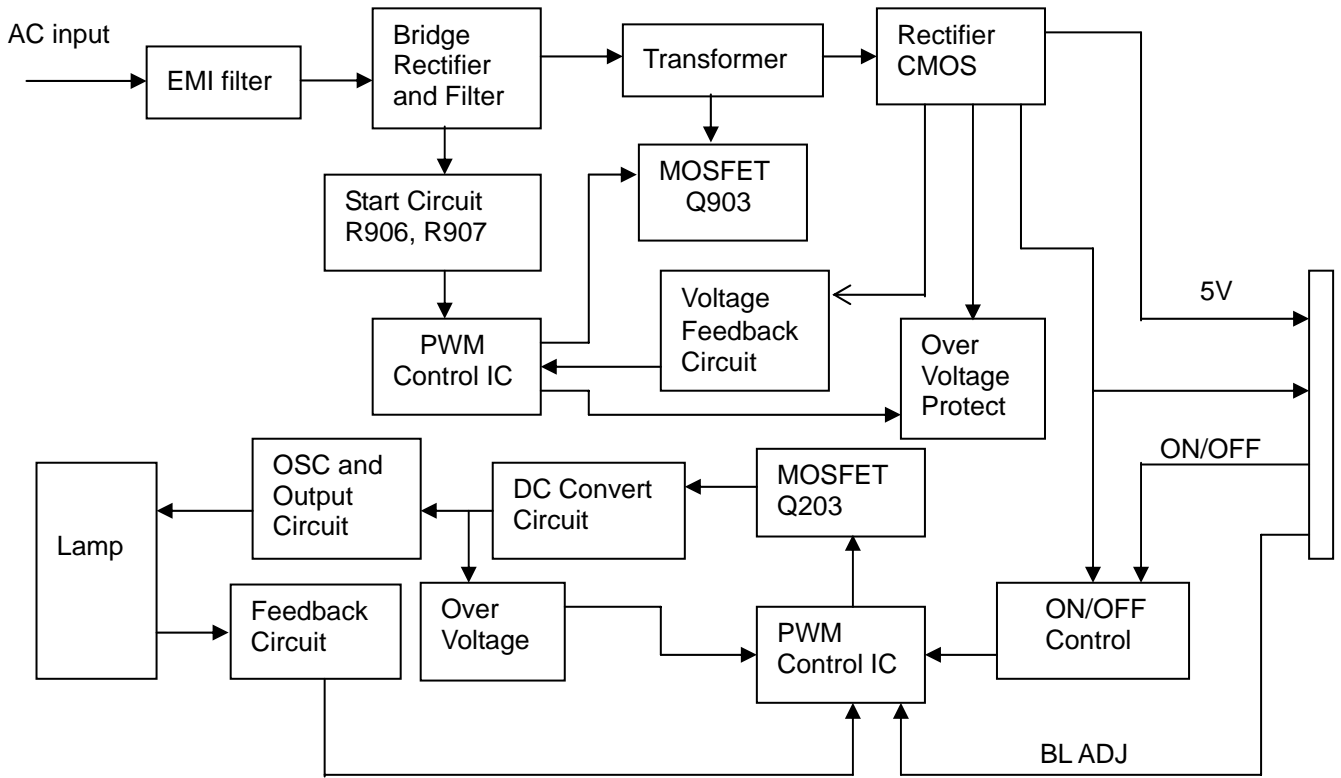 AC input
EMI filter
Bridge
Rectifier
and Filter
Transformer
Rectifier
CMOS
MOSFET
Q903
Start Circuit
R906, R907
Voltage
Feedback
Circuit
5V
PWM
Control IC
Over
Voltage
Protect
ON/OFF
OSC and
Output
Circuit
DC Convert
Circuit
MOSFET
Q203
Lamp
Feedback
Circuit
Over
Voltage
PWM
Control IC
ON/OFF
Control
BL ADJ